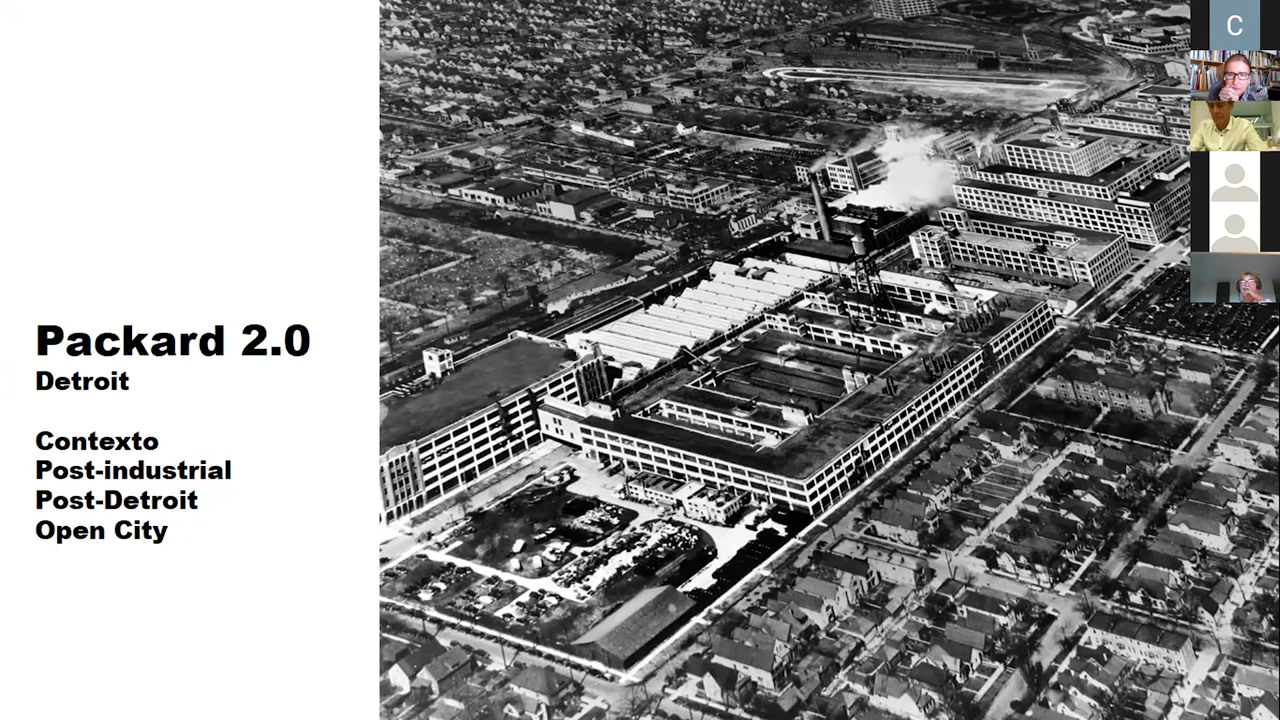 Packard 2.0
Detroit
Contexto
Post-industrial
Post-Detroit
Open City
C